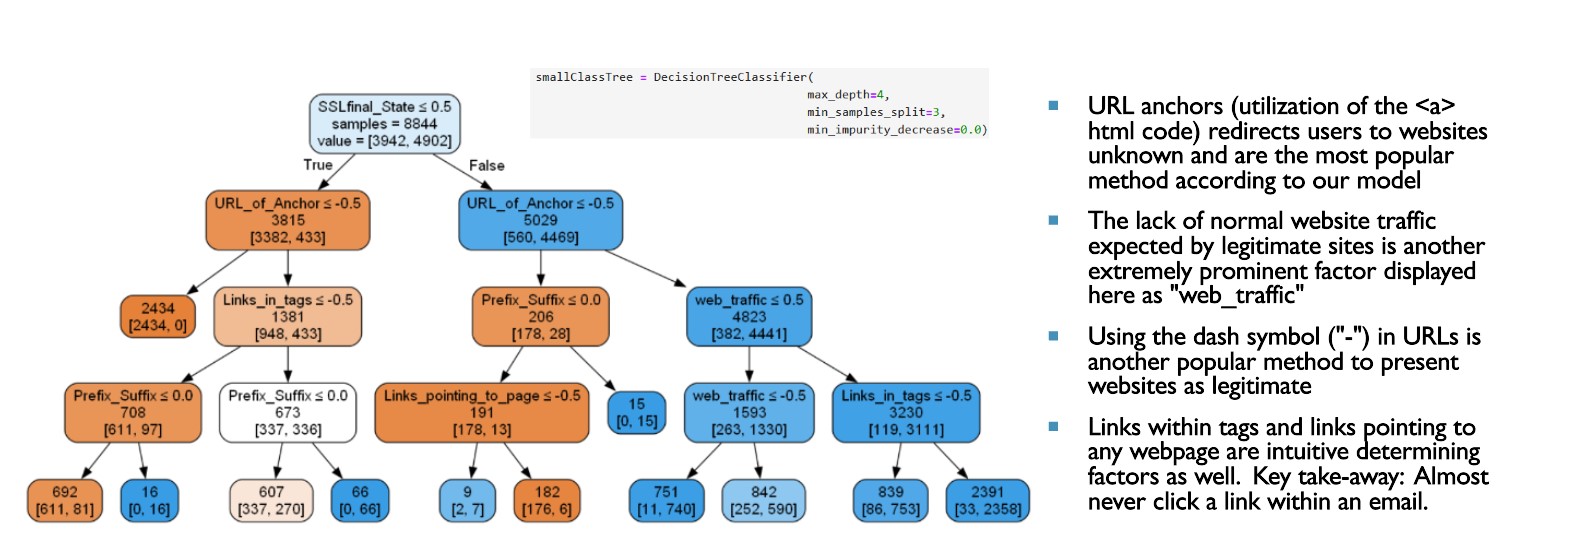 smallClassTree = DecisionTreeClassifier(
max_depth=4,
min_samples_split=3,
min_impurity_decrease=0.0)
SSLfinal_State ≤ 0.5
samples = 8844
value = [3942, 4902]
True
False
URL_of_Anchor ≤ -0.5
3815
[3382, 433]
URL_of_Anchor ≤ -0.5
5029
[560, 4469]
2434
[2434, 0]
Links_in_tags ≤ -0.5
1381
[948, 433]
Prefix_Suffix ≤ 0.0
206
[178, 28]
web_traffic ≤ 0.5
4823
[382, 4441]
Prefix_Suffix ≤ 0.0
708
[611, 97]
Prefix_Suffix ≤ 0.0
673
[337, 336]
Links_pointing_to_page ≤ -0.5
191
[178, 13]
15
[0, 15]
web_traffic ≤ -0.5
1593
[263, 1330]
Links_in_tags ≤ -0.5
3230
[119, 3111]
692
[611, 81]
16
[0, 16]
607
[337, 270]
66
[0, 66]
9
[2, 7]
182
[176, 6]
751
[11, 740]
842
[252, 590]
839
[86, 753]
2391
[33, 2358]
URL anchors (utilization of the <a>
html code) redirects users to websites
unknown and are the most popular
method according to our model
The lack of normal website traffic
expected by legitimate sites is another
extremely prominent factor displayed
here as "web_traffic"
Using the dash symbol ("-") in URLs is
another popular method to present
websites as legitimate
Links within tags and links pointing to
any webpage are intuitive determining
factors as well. Key take-away: Almost
never click a link within an email.